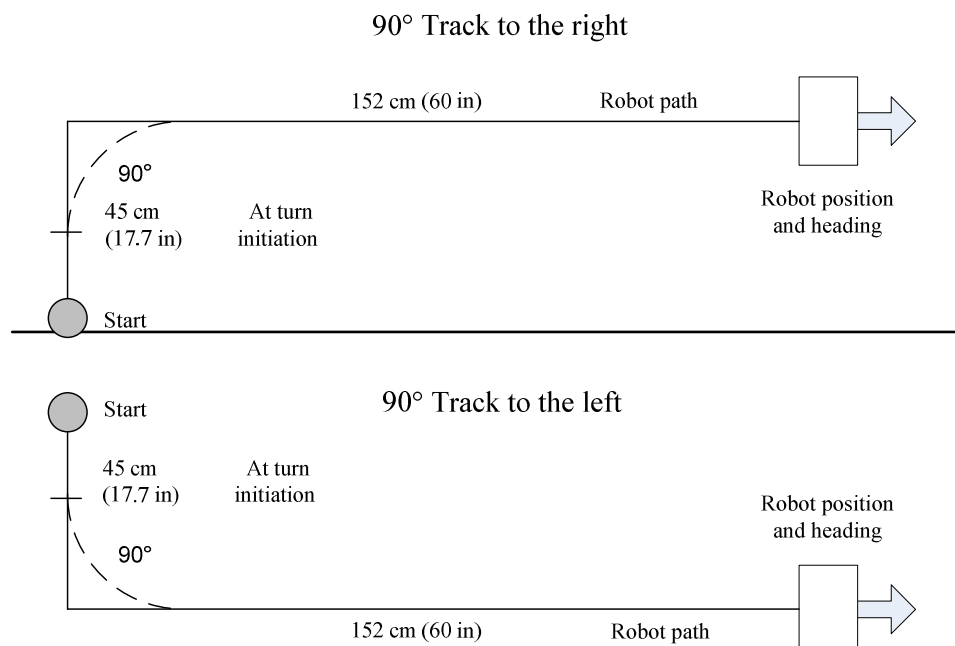 90° Track to the right
152 cm (60 in)
Robot path
90°
45 cm
(17.7 in)
At turn
initiation
Robot position
and heading
Start
Start
90° Track to the left
45 cm
(17.7 in)
At turn
initiation
Robot position
and heading
90°
152 cm (60 in)
Robot path